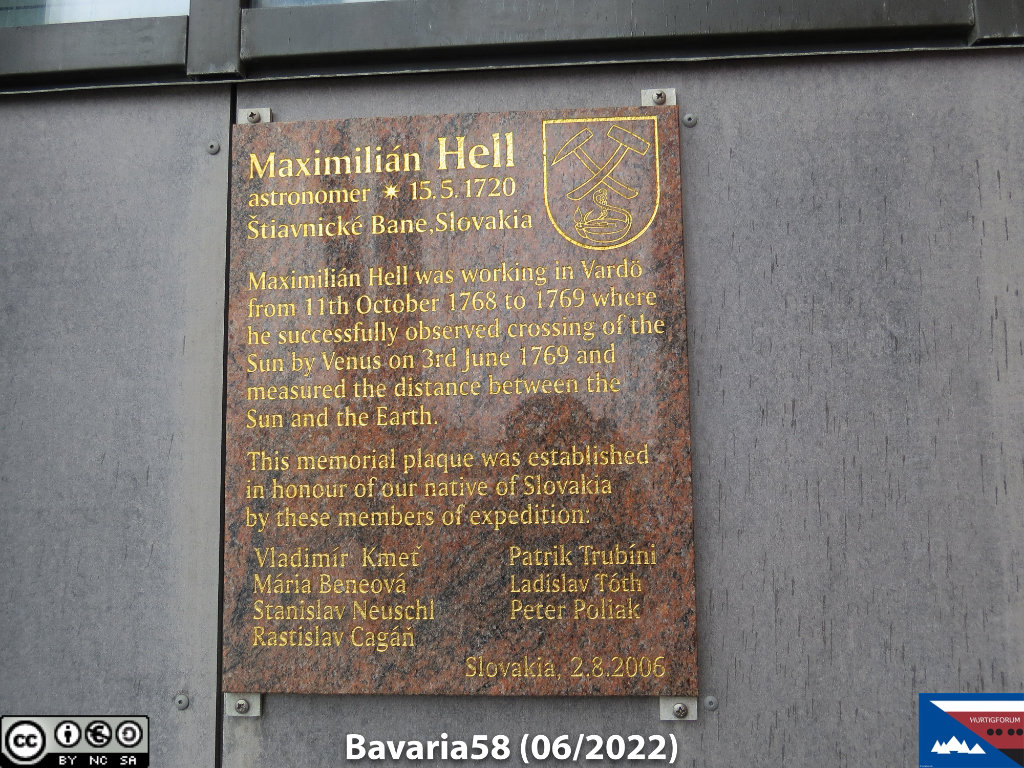 Maximilián Hell
astronomer ✷ 15.5.1720
Štiavnické Bane, Slovakia
Maximilián Hell was working in Vardö
from 11th October 1768 to 1769 where
he successfully observed crossing of the
Sun by Venus on 3rd June 1769 and
measured the distance between the
Sun and the Earth.
This memorial plaque was established
in honour of our native of Slovakia
by these members of expedition:
Vladimír Kmeť
Mária Beneová
Stanislav Neuschl
Rastislav Cagáň
Patrik Trubíni
Ladislav Tóth
Peter Poliak
Slovakia, 2.8.2006
cc BY NC SA
Bavaria58 (06/2022)
HURTIGFORUM